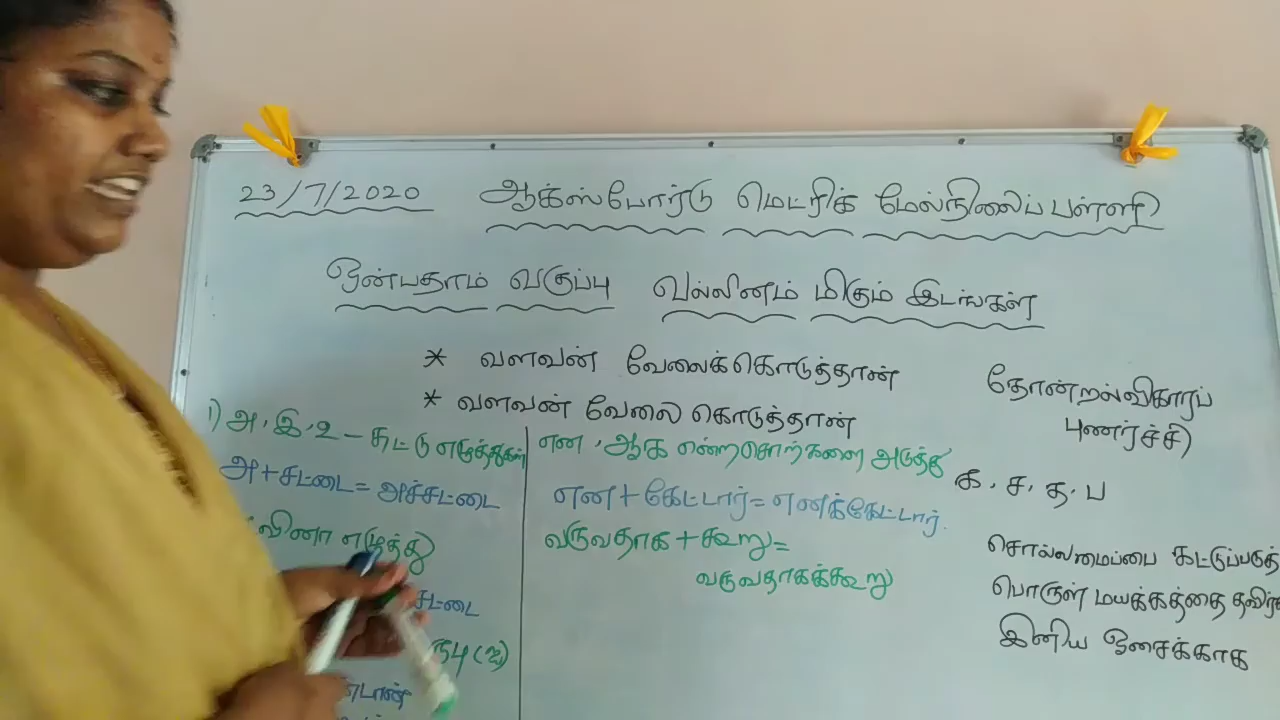 23/7/2020 ஆக்ஸ்போர்டு மெட்ரிக் மேல்நிலைப் பள்ளி
ஒன்பதாம் வகுப்பு வல்லினம் மிகும் இடங்கள்
* வளவன் வேலைக்கொடுத்தான்
* வளவன் வேலை கொடுத்தான்
1) அ, இ, உ - சுட்டு எழுத்துகள்
அ + சட்டை = அச்சட்டை
வினா எழுத்து
சட்டை
என, ஆக என்ற சொற்களை அடுத்து
என + கேட்டார் = எனக்கேட்டார்.
வருவதாக + கூறு =
வருவதாகக்கூறு
தோன்றல்விகாரப்
புணர்ச்சி
க, ச, த, ப
சொல்லமைப்பை கட்டுப்படுத்
பொருள் மயக்கத்தை தவிர்க
இனிய ஓசைக்காக